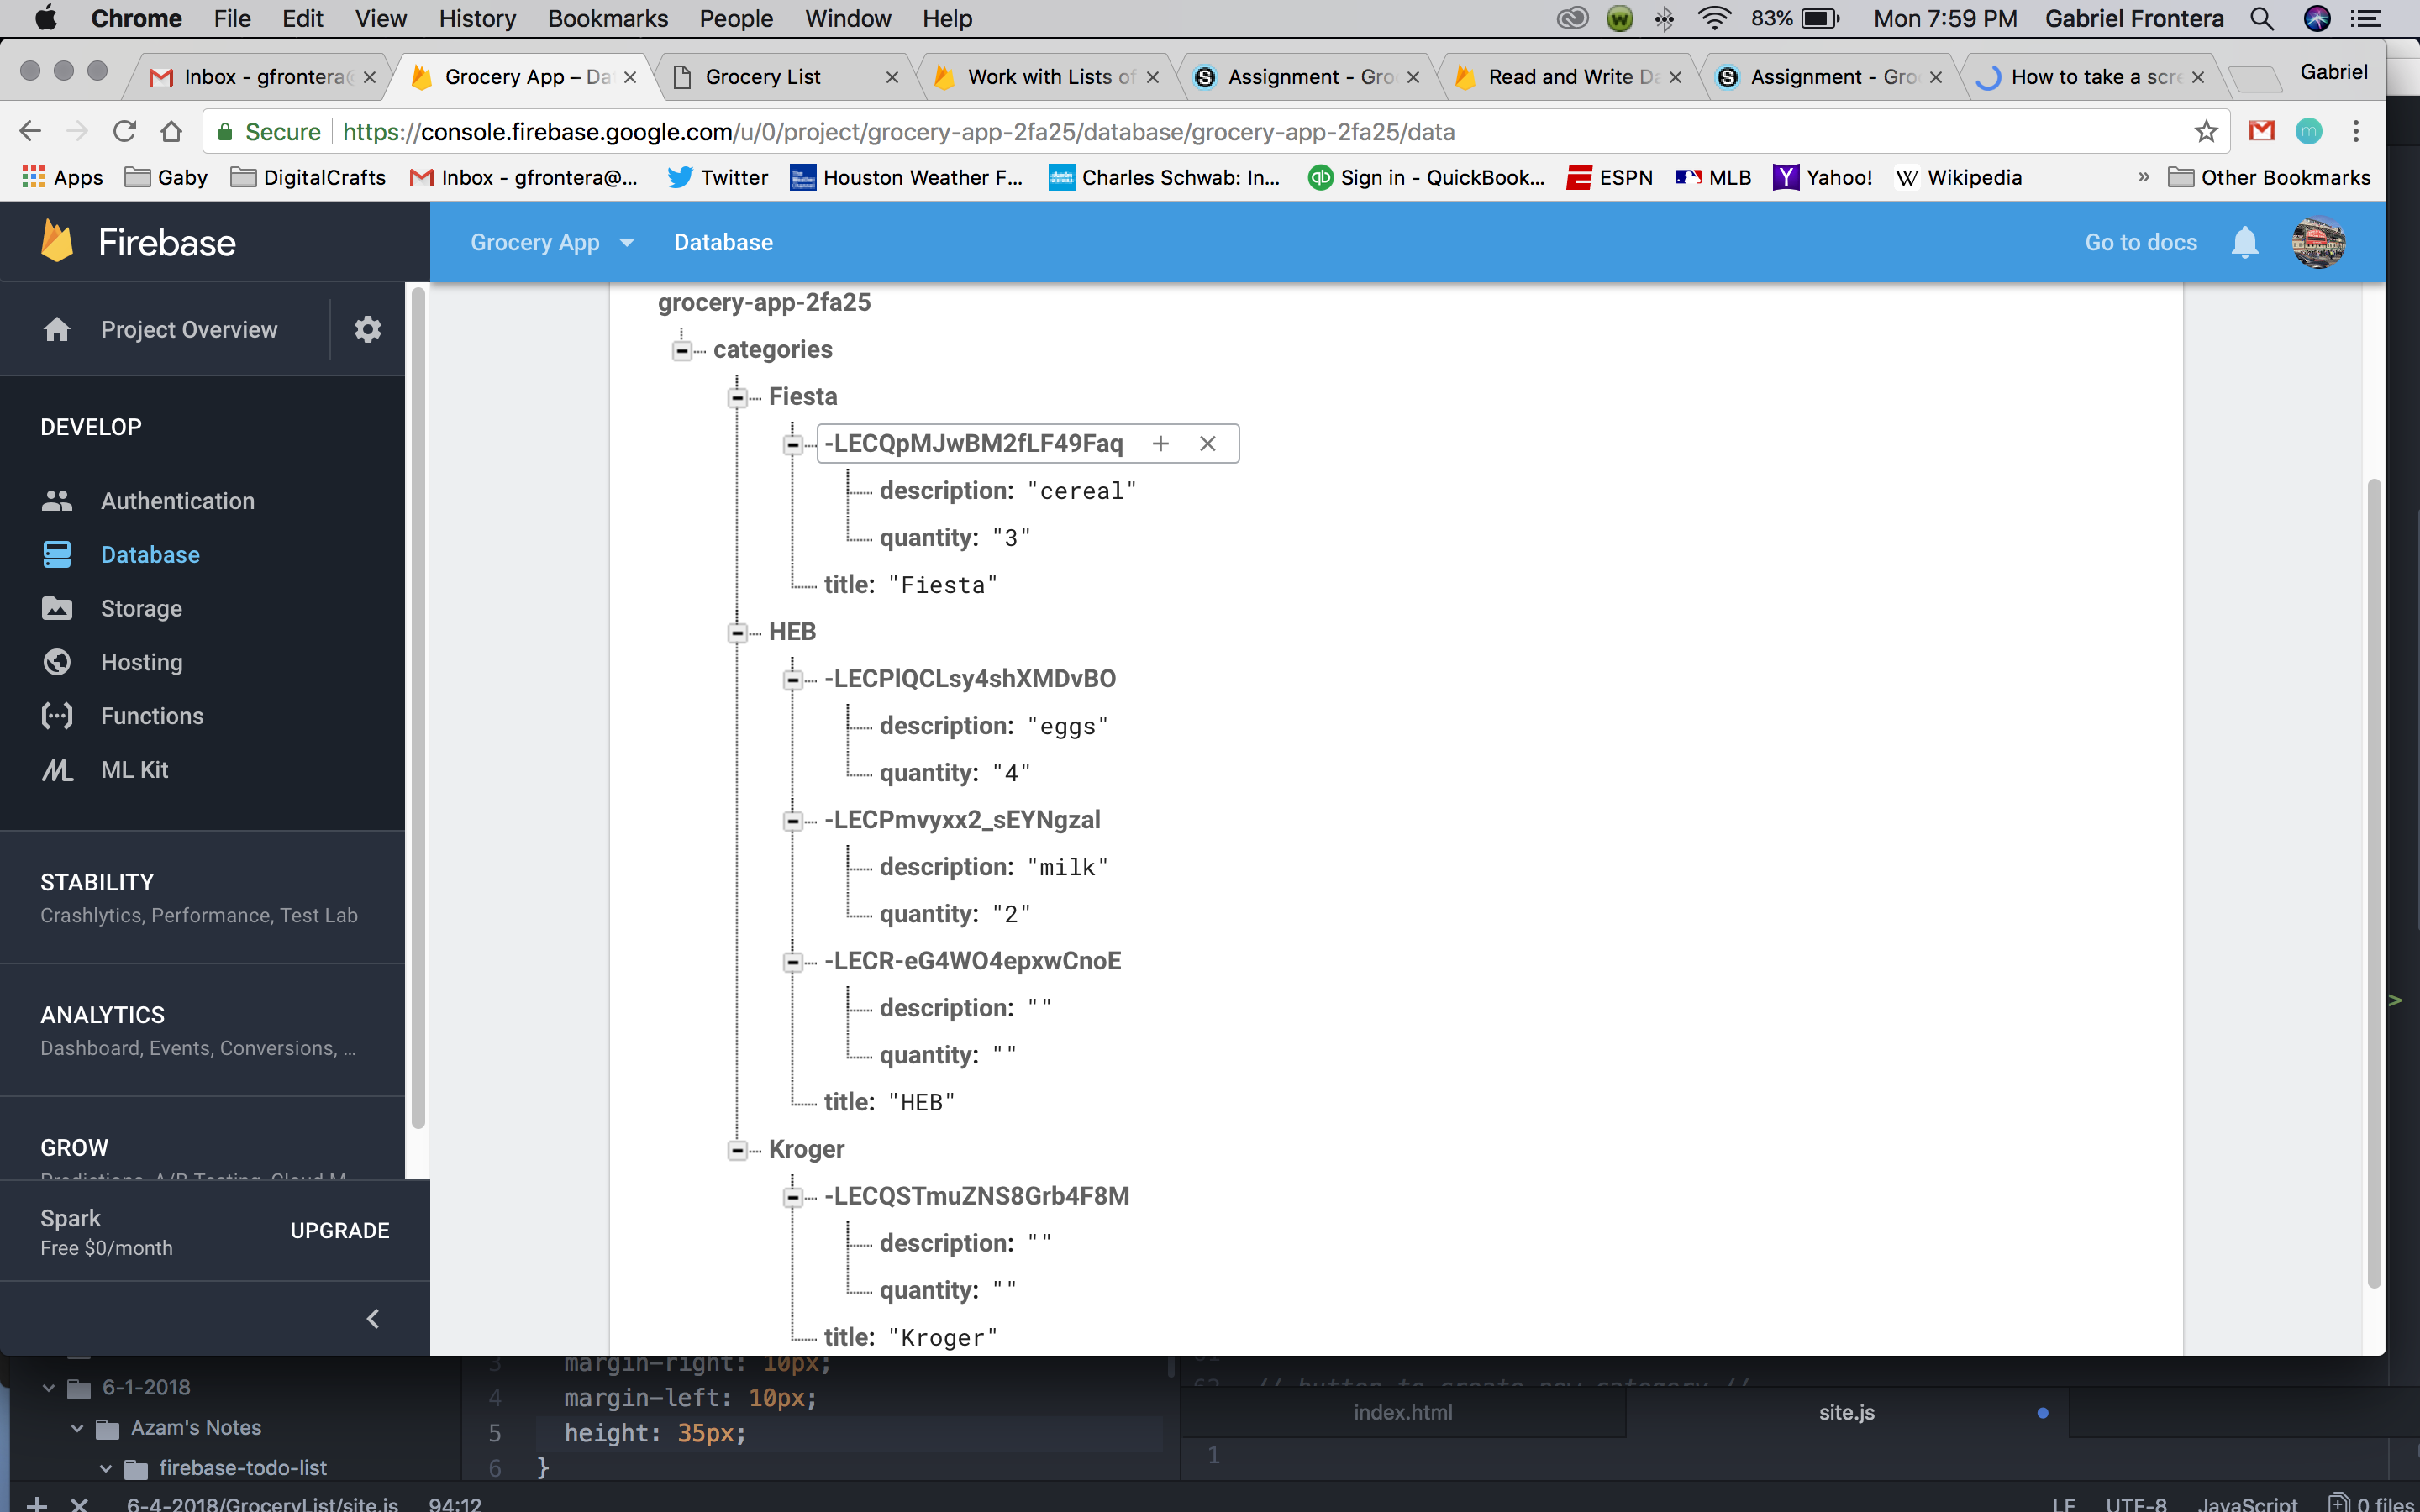 Chrome File Edit View History Bookmarks People Window Help 83% Mon 7:59 PM Gabriel Frontera
Inbox - gfrontera@ Grocery App – Da Grocery List Work with Lists of Assignment - Gro Read and Write Da Assignment - Gro How to take a scre Gabriel
Secure https://console.firebase.google.com/u/0/project/grocery-app-2fa25/database/grocery-app-2fa25/data
Apps Gaby DigitalCrafts Inbox - gfrontera@... Twitter Houston Weather F... Charles Schwab: In... Sign in - QuickBook... ESPN MLB Yahoo! Wikipedia » Other Bookmarks
Firebase Grocery App Database Go to docs
Project Overview
DEVELOP
Authentication
Database
Storage
Hosting
Functions
ML Kit
STABILITY
Crashlytics, Performance, Test Lab
ANALYTICS
Dashboard, Events, Conversions, ...
GROW
Predictions, A/B Testing, Cloud M
Spark
Free $0/month
UPGRADE
grocery-app-2fa25
categories
Fiesta
-LECQpMJwBM2fLF49Faq
description: "cereal"
quantity: "3"
title: "Fiesta"
HEB
-LECPlQCLsy4shXMDvBO
description: "eggs"
quantity: "4"
-LECPmvyxx2_sEYNgzal
description: "milk"
quantity: "2"
-LECR-eG4WO4epxwCnoE
description: ""
quantity: ""
title: "HEB"
Kroger
-LECQSTmuZNS8Grb4F8M
description: ""
quantity: ""
title: "Kroger"
6-1-2018
Azam's Notes
firebase-todo-list
3 margin-right: 10px;
4 margin-left: 10px;
5 height: 35px;
6 }
// button to create new category //
index.html site.js
1
>
6-4-2018/GroceryList/site.js 94:12 LF UTF-8 JavaScript 0 files